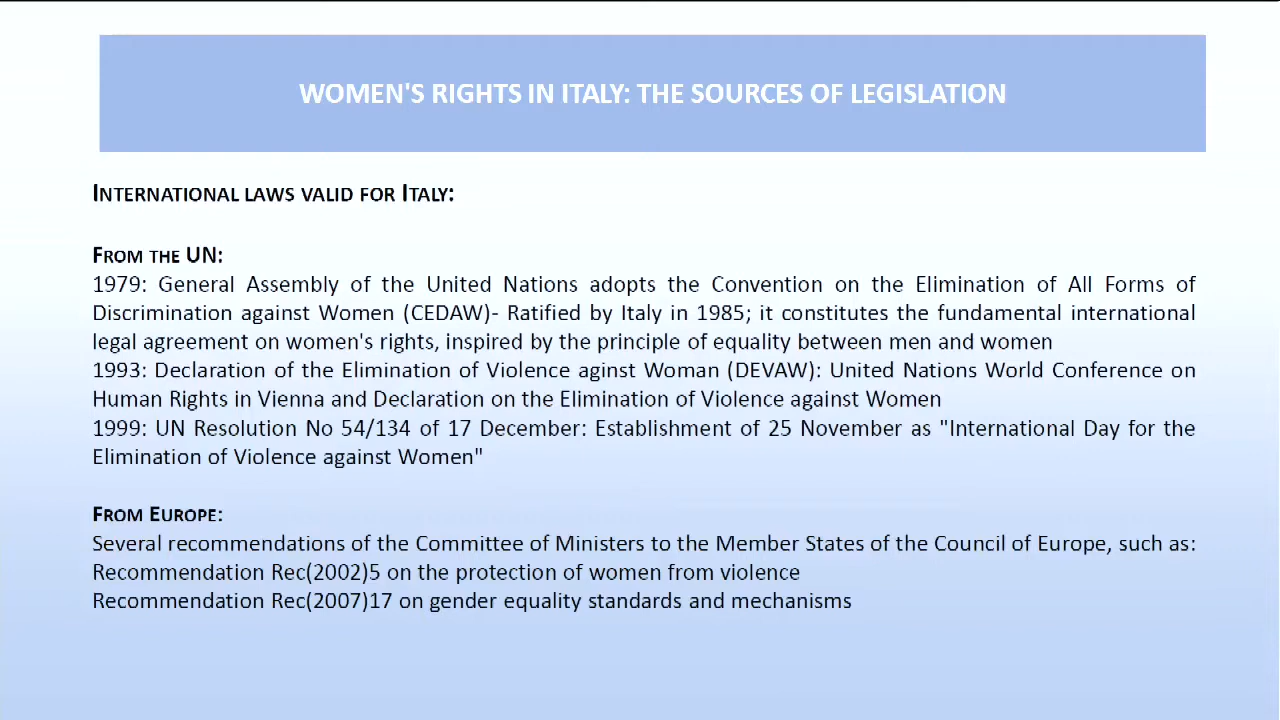 WOMEN'S RIGHTS IN ITALY: THE SOURCES OF LEGISLATION
INTERNATIONAL LAWS VALID FOR ITALY:
FROM THE UN:
1979: General Assembly of the United Nations adopts the Convention on the Elimination of All Forms of
Discrimination against Women (CEDAW)- Ratified by Italy in 1985; it constitutes the fundamental international
legal agreement on women's rights, inspired by the principle of equality between men and women
1993: Declaration of the Elimination of Violence aginst Woman (DEVAW): United Nations World Conference on
Human Rights in Vienna and Declaration on the Elimination of Violence against Women
1999: UN Resolution No 54/134 of 17 December: Establishment of 25 November as "International Day for the
Elimination of Violence against Women"
FROM EUROPE:
Several recommendations of the Committee of Ministers to the Member States of the Council of Europe, such as:
Recommendation Rec(2002)5 on the protection of women from violence
Recommendation Rec(2007)17 on gender equality standards and mechanisms